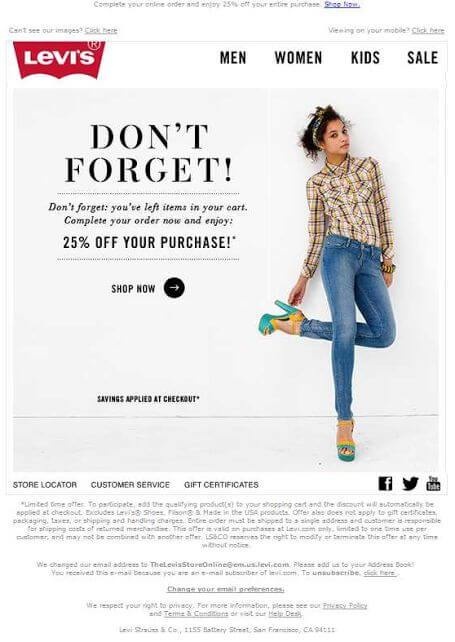 Complete your online order and enjoy 25% off your entire purchase. Shop Now.
Can't see our images? Click here
Viewing on your mobile? Click here
LEVI'S®
MEN WOMEN KIDS SALE
DON'T
FORGET!
Don't forget: you've left items in your cart.
Complete your order now and enjoy:
25% OFF YOUR PURCHASE!*
SHOP NOW
SAVINGS APPLIED AT CHECKOUT*
STORE LOCATOR CUSTOMER SERVICE GIFT CERTIFICATES
You
Tube
*Limited time offer. To participate, add the qualifying product(s) to your shopping cart and the discount will automatically be
applied at checkout. Excludes Levi's® Shoes, Filson® & Made in the USA products. Offer also does not apply to gift certificates,
packaging, taxes, or shipping and handling charges. Entire order must be shipped to a single address and customer is responsible
for shipping costs of returned merchandise. This offer is valid on purchases at Levi.com only, limited to one time use per
customer, and may not be combined with another offer. LS&CO reserves the right to modify or terminate this offer at any time
without notice.
We changed our email address to TheLevisStoreOnline@em.us.levi.com. Please add us to your Address Book!
You received this e-mail because you are an e-mail subscriber of levi.com. To unsubscribe, click here.
Change your email preferences.
We respect your right to privacy. For more information, please see our Privacy Policy
and Terms & Conditions or visit our Help Desk.
Levi Strauss & Co., 1155 Battery Street, San Francisco, CA 94111